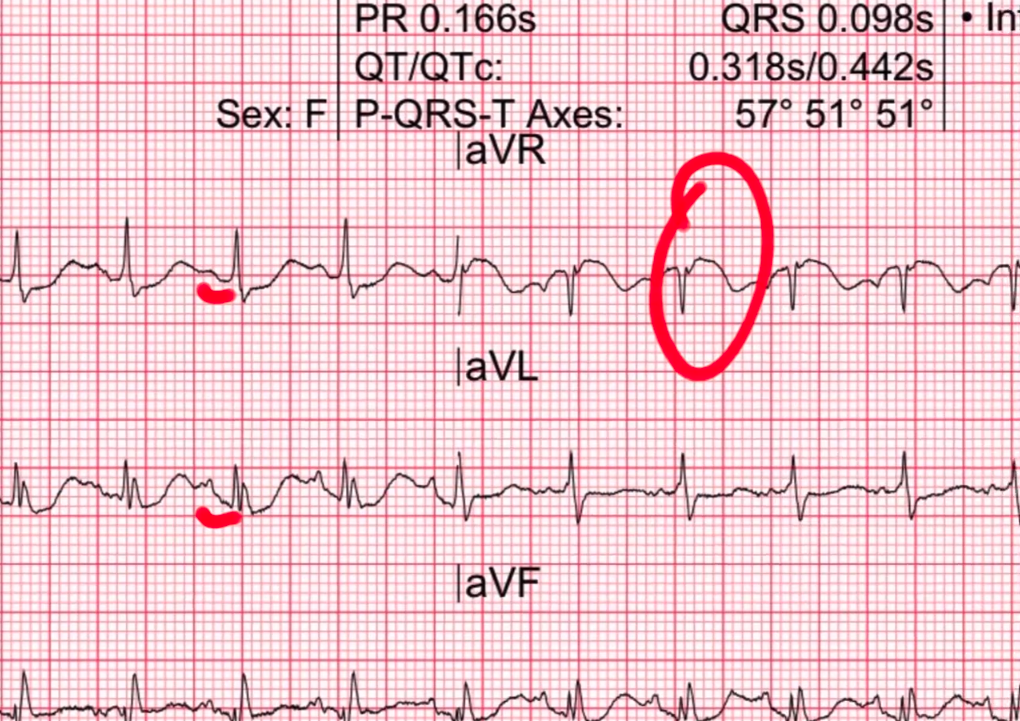 PR 0.166s QRS 0.098s • In
QT/QTc: 0.318s/0.442s
Sex: F P-QRS-T Axes: 57° 51° 51°
aVR
aVL
aVF